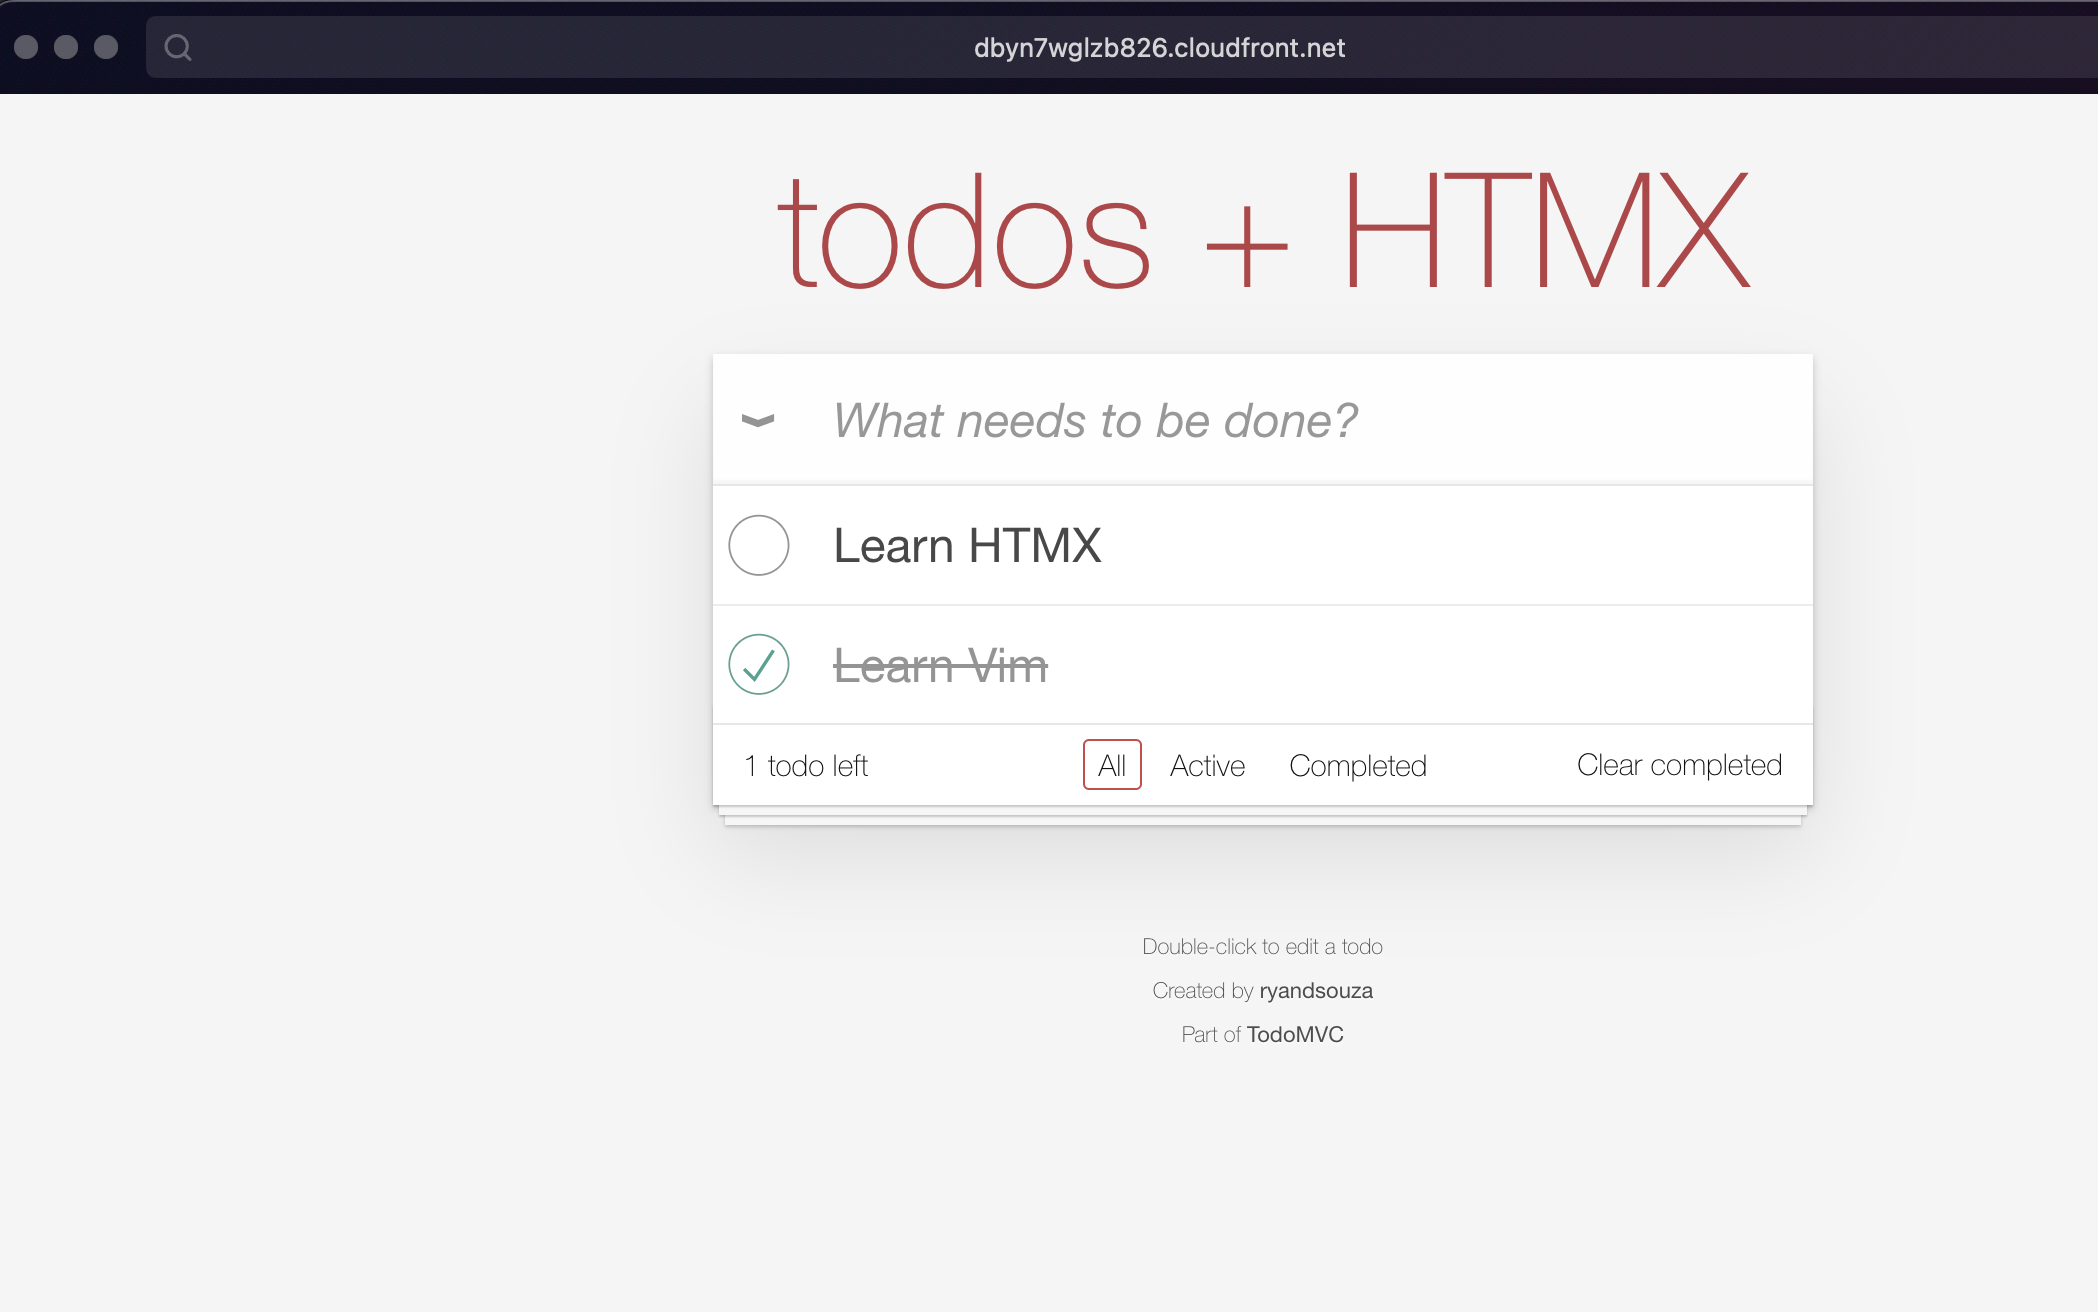 dbyn7wglzb826.cloudfront.net
todos + HTMX
What needs to be done?
Learn HTMX
Learn Vim
1 todo left All Active Completed Clear completed
Double-click to edit a todo
Created by ryandsouza
Part of TodoMVC